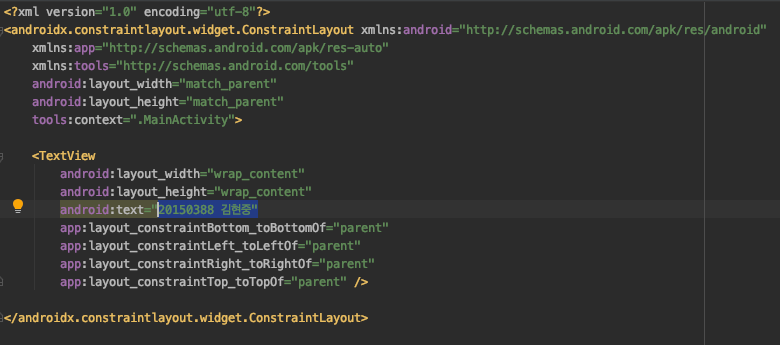 <?xml version="1.0" encoding="utf-8"?>
<androidx.constraintlayout.widget.ConstraintLayout xmlns:android="http://schemas.android.com/apk/res/android"
    xmlns:app="http://schemas.android.com/apk/res-auto"
    xmlns:tools="http://schemas.android.com/tools"
    android:layout_width="match_parent"
    android:layout_height="match_parent"
    tools:context=".MainActivity">

    <TextView
        android:layout_width="wrap_content"
        android:layout_height="wrap_content"
        android:text="20150388 김현중"
        app:layout_constraintBottom_toBottomOf="parent"
        app:layout_constraintLeft_toLeftOf="parent"
        app:layout_constraintRight_toRightOf="parent"
        app:layout_constraintTop_toTopOf="parent" />

</androidx.constraintlayout.widget.ConstraintLayout>